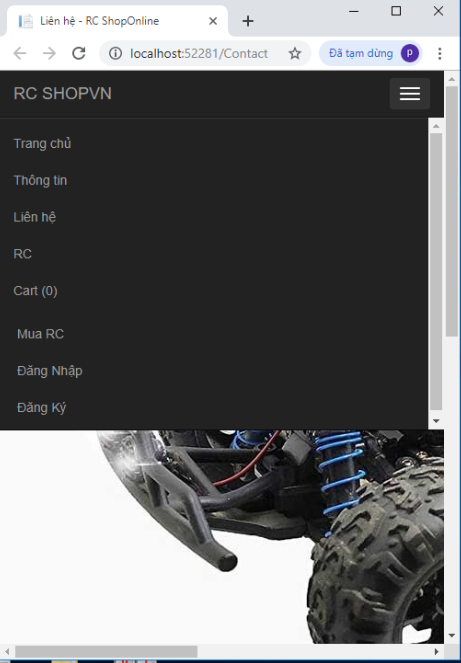 Liên hệ - RC ShopOnline
localhost:52281/Contact
Đã tạm dừng
p
RC SHOPVN
Trang chủ
Thông tin
Liên hệ
RC
Cart (0)
Mua RC
Đăng Nhập
Đăng Ký